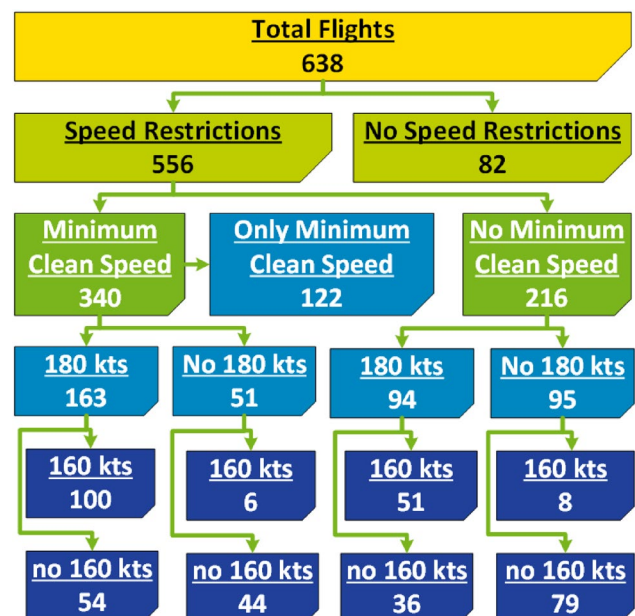 Total Flights
638
Speed Restrictions
556
No Speed Restrictions
82
Minimum
Clean Speed
340
Only Minimum
Clean Speed
122
No Minimum
Clean Speed
216
180 kts
163
No 180 kts
51
180 kts
94
No 180 kts
95
160 kts
100
160 kts
6
160 kts
51
160 kts
8
no 160 kts
54
no 160 kts
44
no 160 kts
36
no 160 kts
79